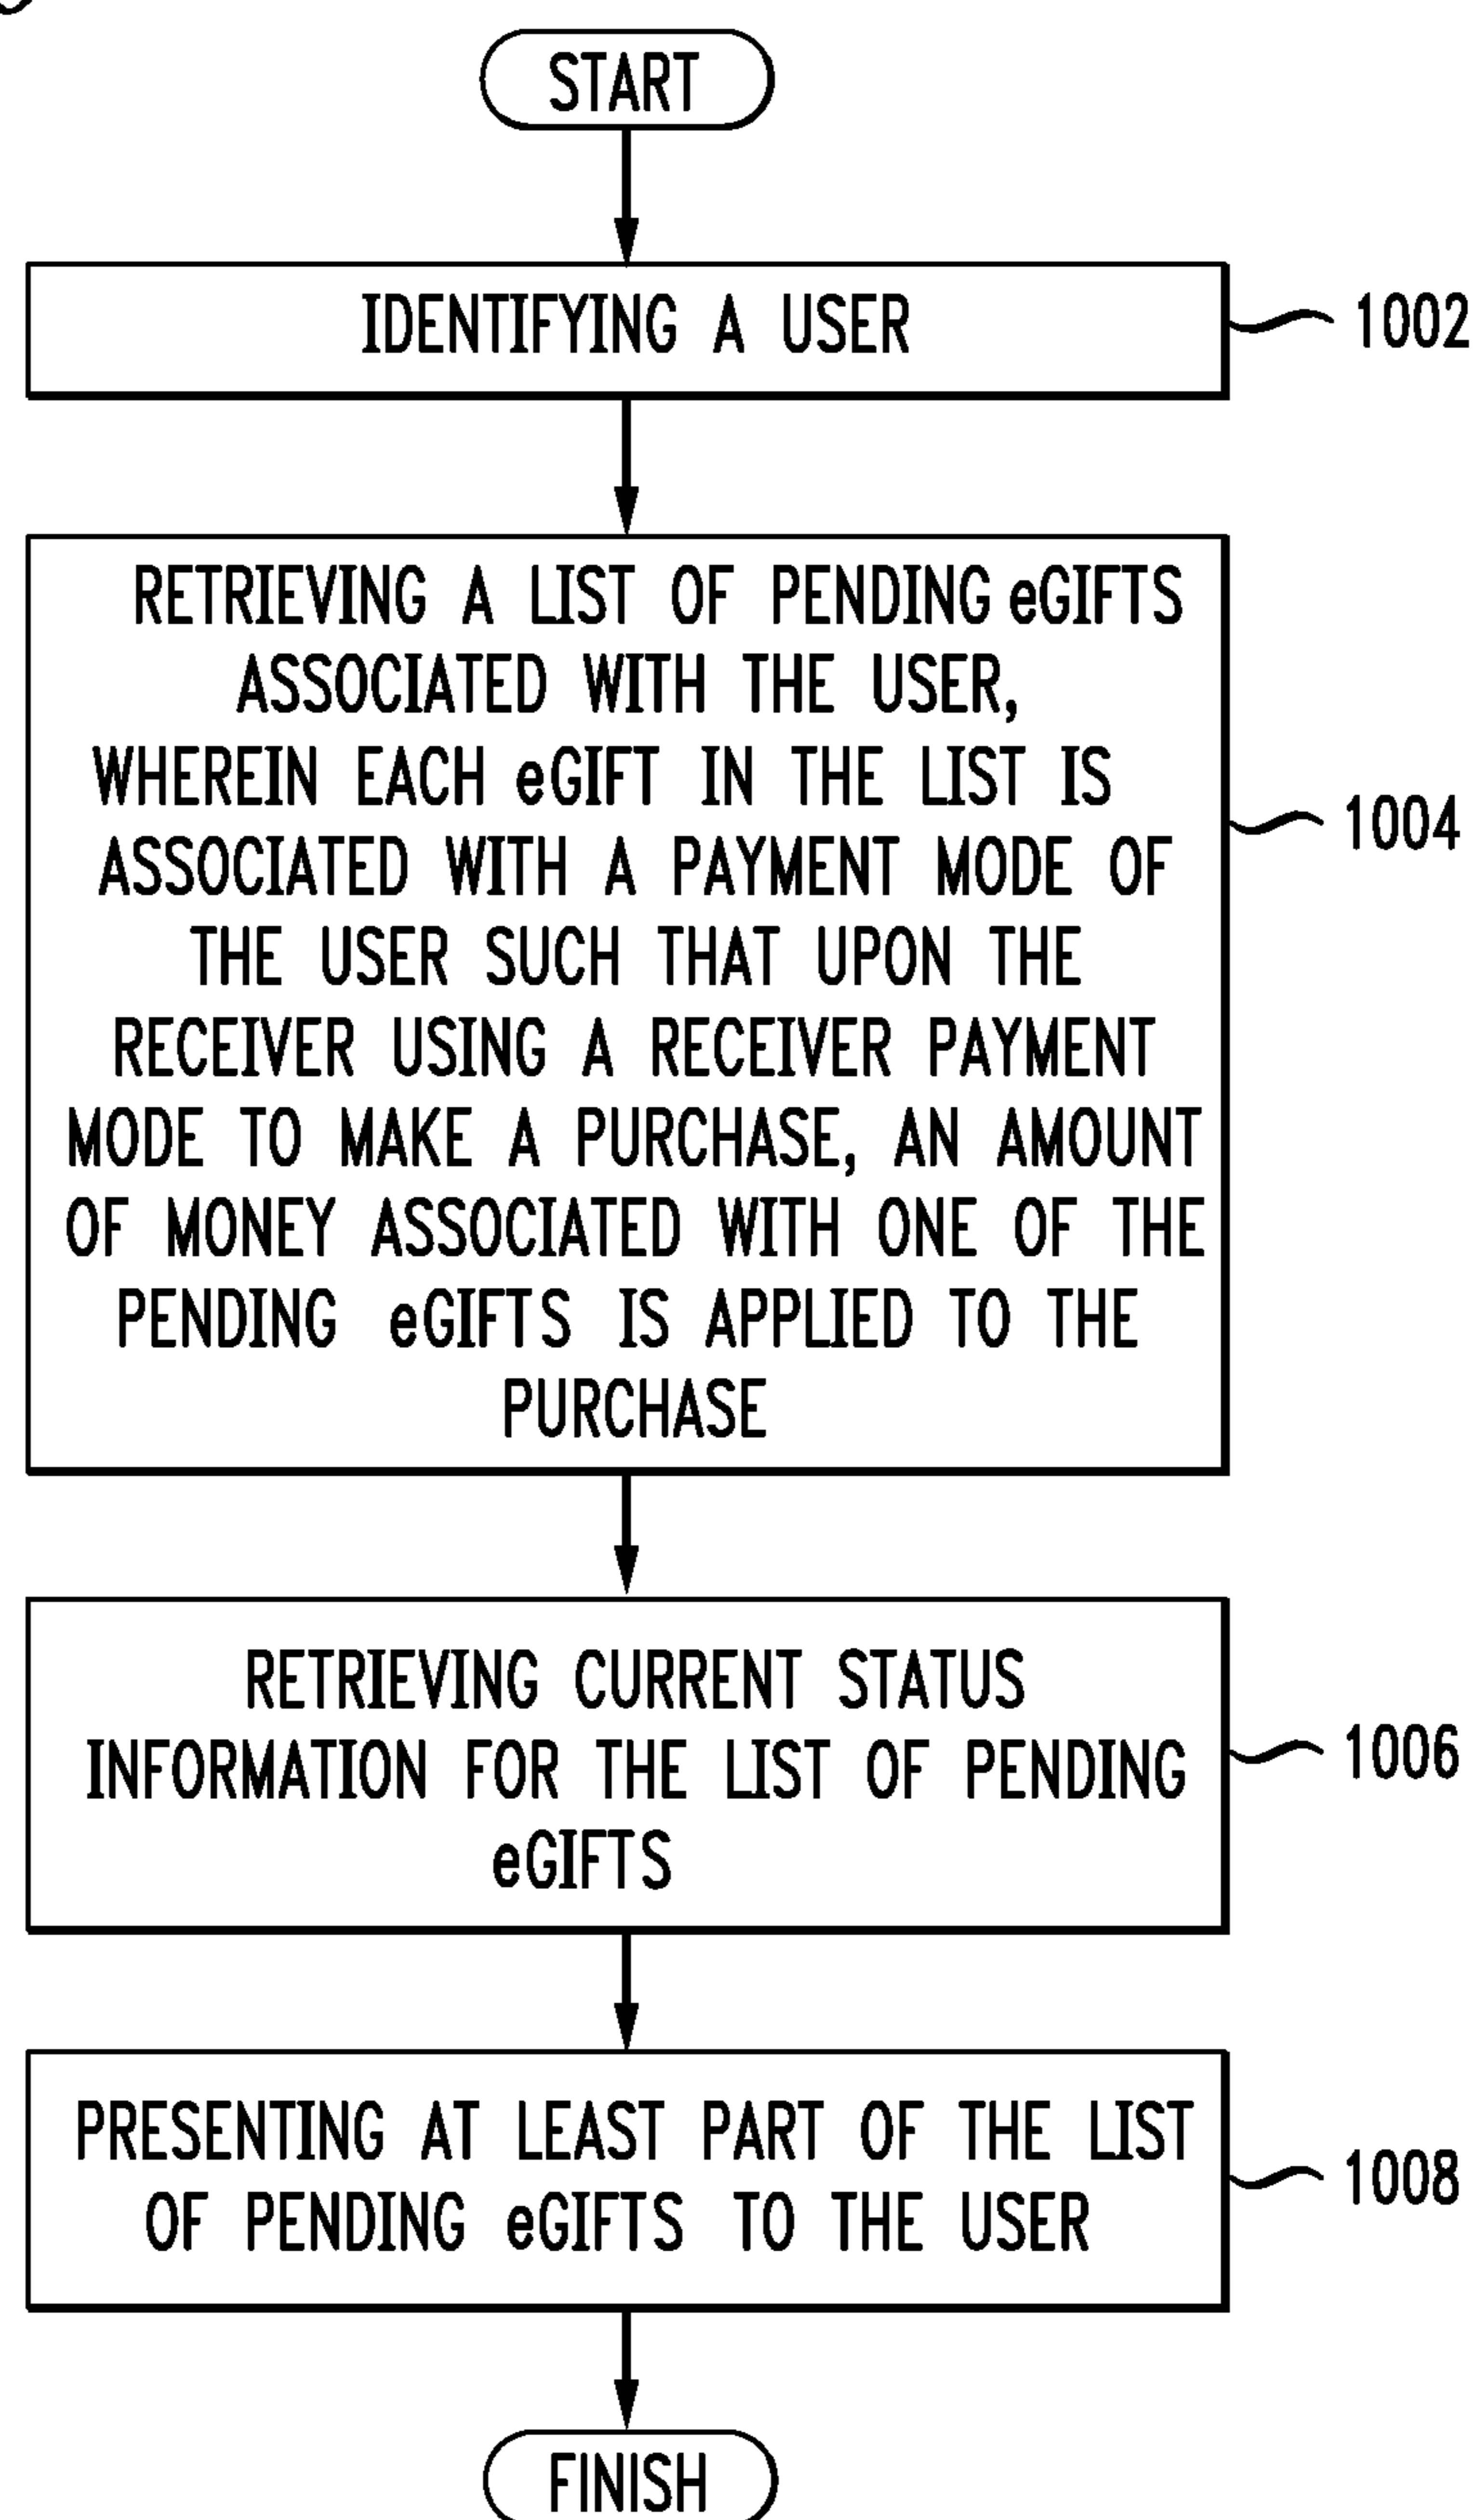 START
IDENTIFYING A USER
1002
RETRIEVING A LIST OF PENDING eGIFTS
ASSOCIATED WITH THE USER,
WHEREIN EACH eGIFT IN THE LIST IS
ASSOCIATED WITH A PAYMENT MODE OF
THE USER SUCH THAT UPON THE
RECEIVER USING A RECEIVER PAYMENT
MODE TO MAKE A PURCHASE, AN AMOUNT
OF MONEY ASSOCIATED WITH ONE OF THE
PENDING eGIFTS IS APPLIED TO THE
PURCHASE
1004
RETRIEVING CURRENT STATUS
INFORMATION FOR THE LIST OF PENDING
eGIFTS
1006
PRESENTING AT LEAST PART OF THE LIST
OF PENDING eGIFTS TO THE USER
1008
FINISH